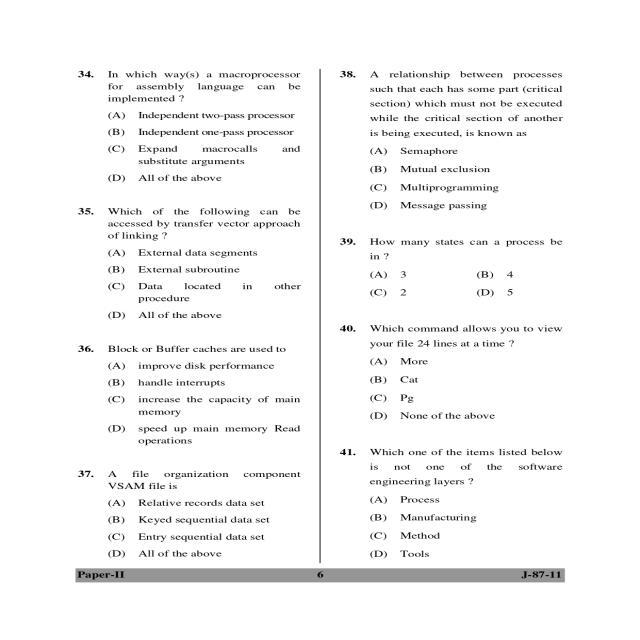 34. In which way(s) a macroprocessor
for assembly language can be
implemented ?
(A) Independent two-pass processor
(B) Independent one-pass processor
(C) Expand macrocalls and
substitute arguments
(D) All of the above
35. Which of the following can be
accessed by transfer vector approach
of linking ?
(A) External data segments
(B) External subroutine
(C) Data located in other
procedure
(D) All of the above
36. Block or Buffer caches are used to
(A) improve disk performance
(B) handle interrupts
(C) increase the capacity of main
memory
(D) speed up main memory Read
operations
37. A file organization component
VSAM file is
(A) Relative records data set
(B) Keyed sequential data set
(C) Entry sequential data set
(D) All of the above
38. A relationship between processes
such that each has some part (critical
section) which must not be executed
while the critical section of another
is being executed, is known as
(A) Semaphore
(B) Mutual exclusion
(C) Multiprogramming
(D) Message passing
39. How many states can a process be
in ?
(A) 3 (B) 4
(C) 2 (D) 5
40. Which command allows you to view
your file 24 lines at a time ?
(A) More
(B) Cat
(C) Pg
(D) None of the above
41. Which one of the items listed below
is not one of the software
engineering layers ?
(A) Process
(B) Manufacturing
(C) Method
(D) Tools
Paper-II 6 J-87-11